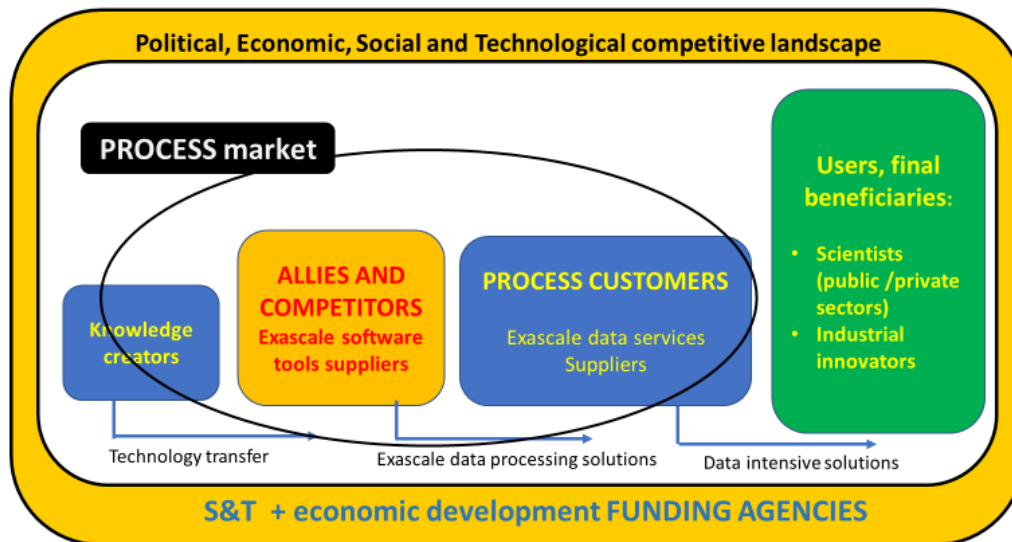 Political, Economic, Social and Technological competitive landscape
PROCESS market
Knowledge
creators
ALLIES AND
COMPETITORS
Exascale software
tools suppliers
PROCESS CUSTOMERS
Exascale data services
Suppliers
Users, final
beneficiaries:
• Scientists
(public /private
sectors)
• Industrial
innovators
Technology transfer
Exascale data processing solutions
Data intensive solutions
S&T + economic development FUNDING AGENCIES